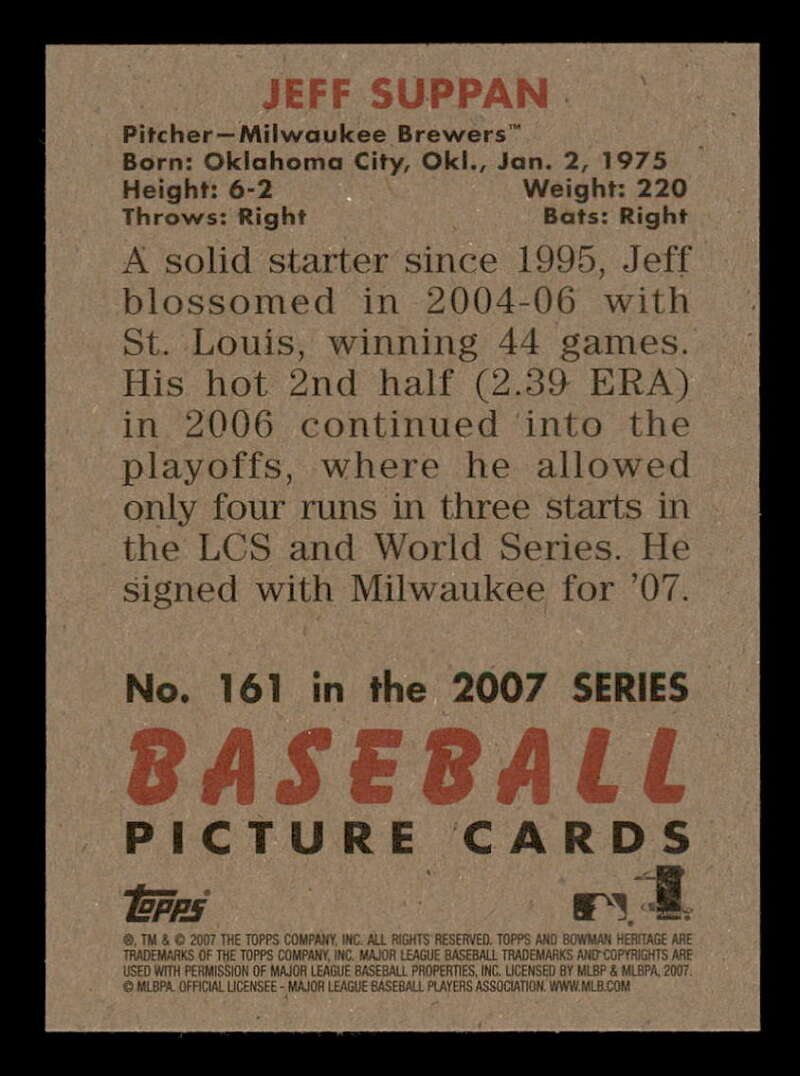 JEFF SUPPAN
Pitcher—Milwaukee Brewers™
Born: Oklahoma City, Okl., Jan. 2, 1975
Height: 6-2 Weight: 220
Throws: Right Bats: Right
A solid starter since 1995, Jeff
blossomed in 2004-06 with
St. Louis, winning 44 games.
His hot 2nd half (2.39 ERA)
in 2006 continued into the
playoffs, where he allowed
only four runs in three starts in
the LCS and World Series. He
signed with Milwaukee for '07.
No. 161 in the 2007 SERIES
BASEBALL
PICTURE CARDS
topps
®, TM & © 2007 THE TOPPS COMPANY, INC. ALL RIGHTS RESERVED. TOPPS AND BOWMAN HERITAGE ARE
TRADEMARKS OF THE TOPPS COMPANY, INC. MAJOR LEAGUE BASEBALL TRADEMARKS AND COPYRIGHTS ARE
USED WITH PERMISSION OF MAJOR LEAGUE BASEBALL PROPERTIES, INC. LICENSED BY MLBP & MLBPA, 2007.
© MLBPA. OFFICIAL LICENSEE - MAJOR LEAGUE BASEBALL PLAYERS ASSOCIATION. WWW.MLB.COM